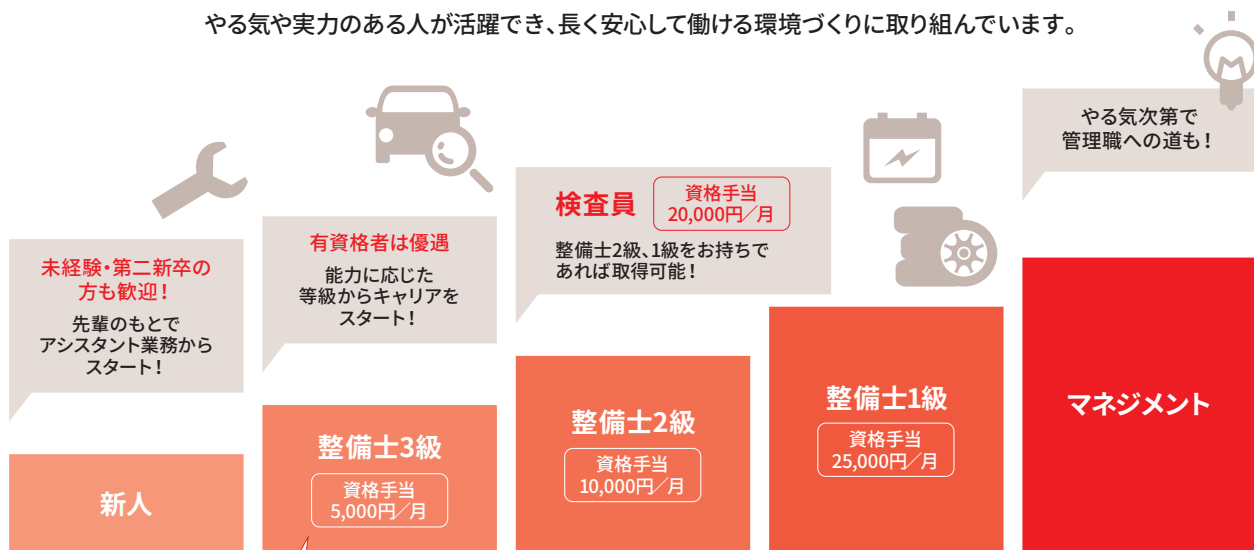 やる気や実力のある人が活躍でき、長く安心して働ける環境づくりに取り組んでいます。
未経験・第二新卒の
方も歓迎！
先輩のもとで
アシスタント業務から
スタート！
新人
有資格者は優遇
能力に応じた
等級からキャリアを
スタート！
整備士3級
資格手当
5,000円／月
検査員
資格手当
20,000円／月
整備士2級、1級をお持ちで
あれば取得可能！
整備士2級
資格手当
10,000円／月
整備士1級
資格手当
25,000円／月
やる気次第で
管理職への道も！
マネジメント